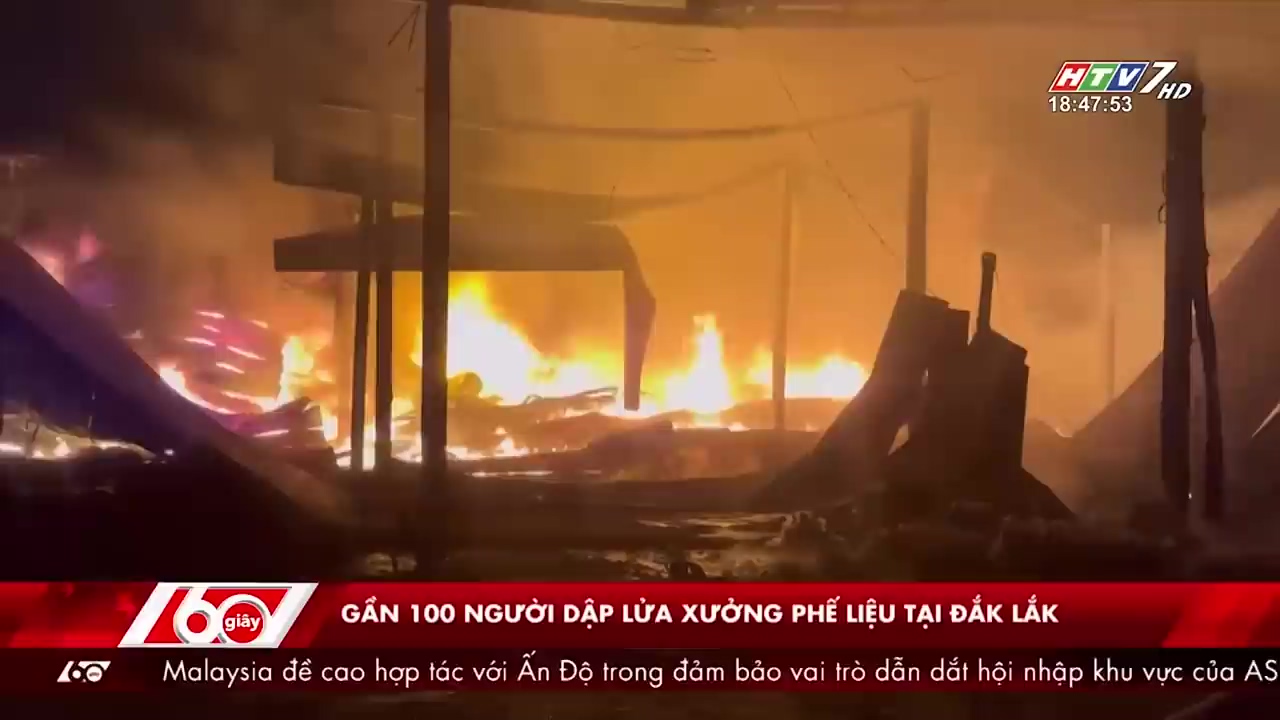 HTV7 HD
18:47:53
60 giây
GẦN 100 NGƯỜI DẬP LỬA XƯỞNG PHẾ LIỆU TẠI ĐẮK LẮK
60
Malaysia đề cao hợp tác với Ấn Độ trong đảm bảo vai trò dẫn dắt hội nhập khu vực của AS